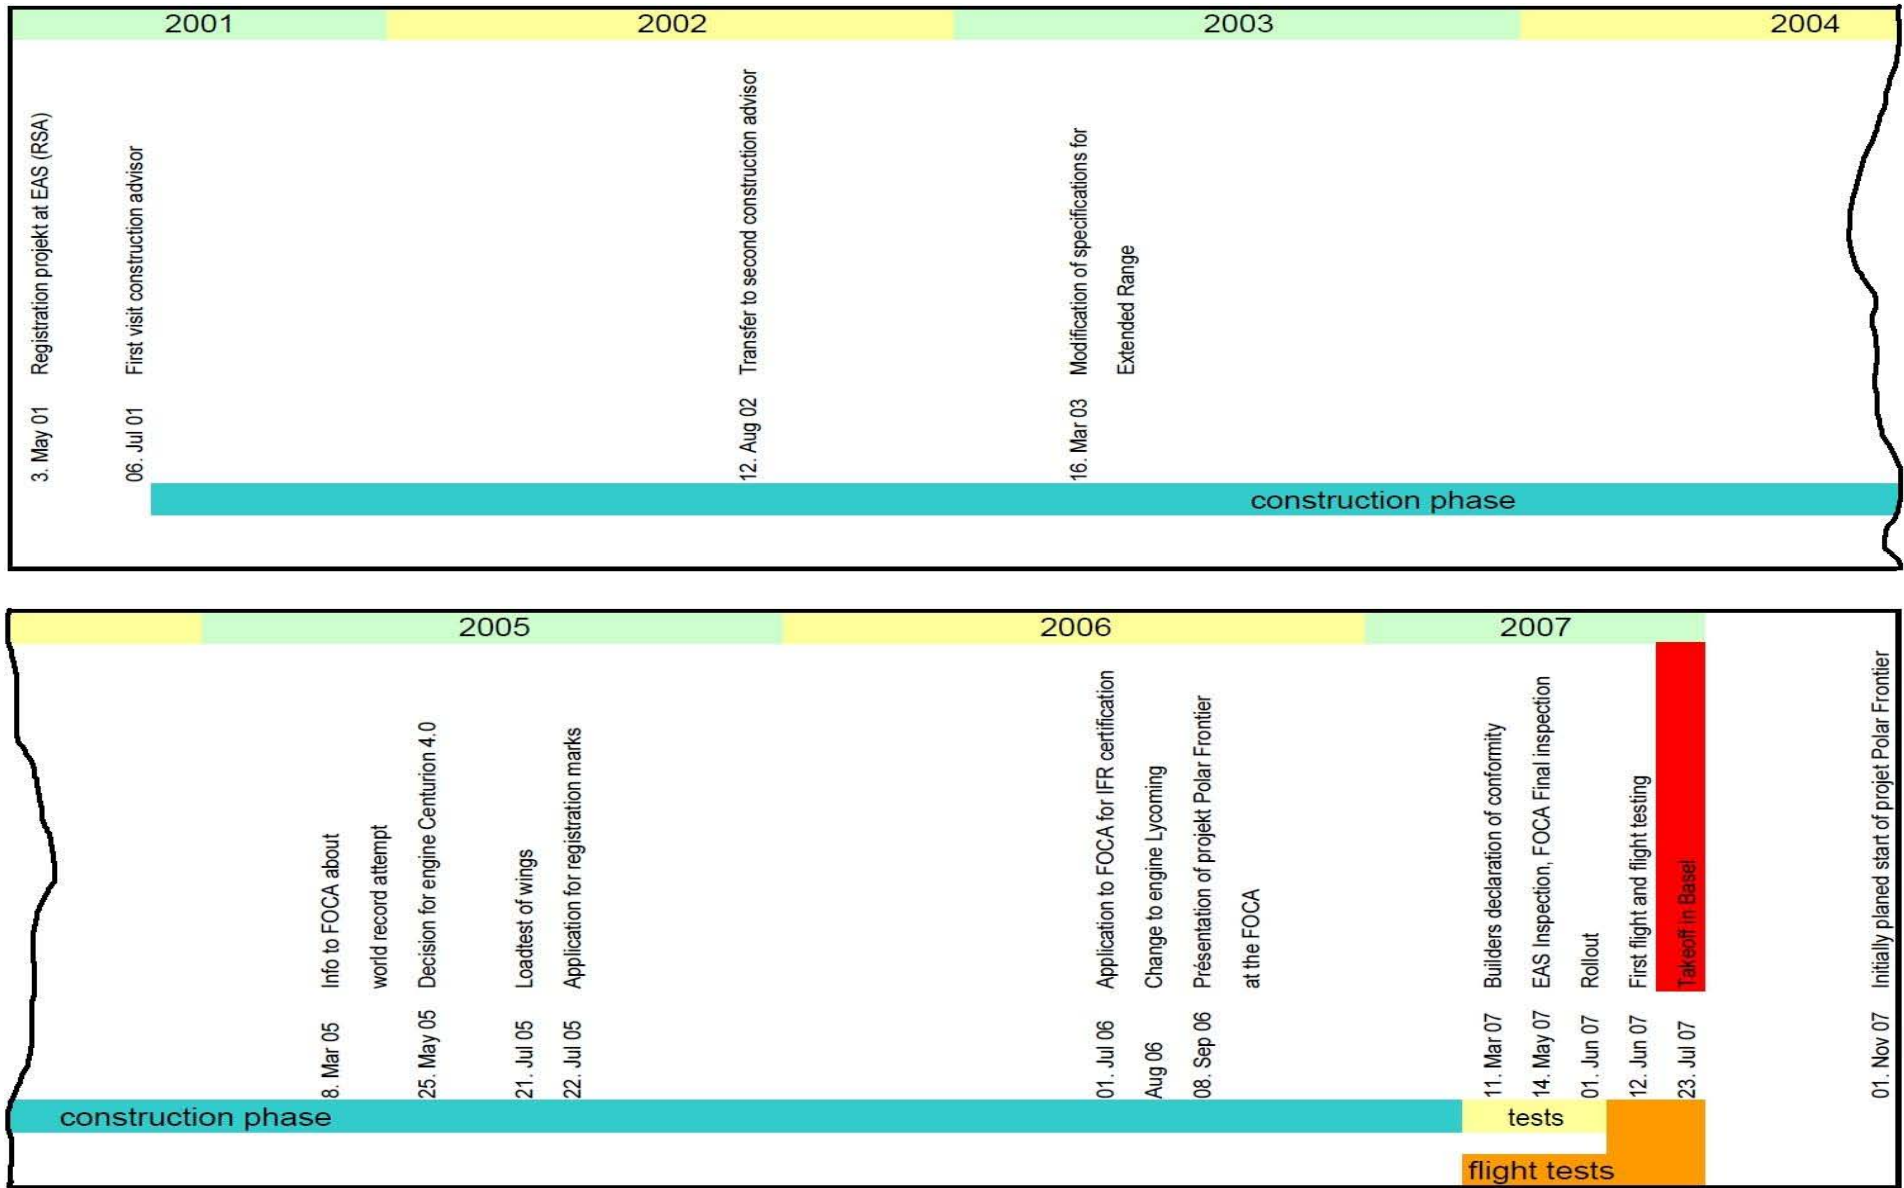 2001 2002 2003 2004
3. May 01 Registration projekt at EAS (RSA)
06. Jul 01 First visit construction advisor
12. Aug 02 Transfer to second construction advisor
16. Mar 03 Modification of specifications for
Extended Range
construction phase
2005 2006 2007
8. Mar 05 Info to FOCA about
world record attempt
25. May 05 Decision for engine Centurion 4.0
21. Jul 05 Loadtest of wings
22. Jul 05 Application for registration marks
01. Jul 06 Application to FOCA for IFR certification
Aug 06 Change to engine Lycoming
08. Sep 06 Présentation of projekt Polar Frontier
at the FOCA
11. Mar 07 Builders declaration of conformity
14. May 07 EAS Inspection, FOCA Final inspection
01. Jun 07 Rollout
12. Jun 07 First flight and flight testing
23. Jul 07 Takeoff in Basel
01. Nov 07 Initially planed start of projet Polar Frontier
construction phase
tests
flight tests